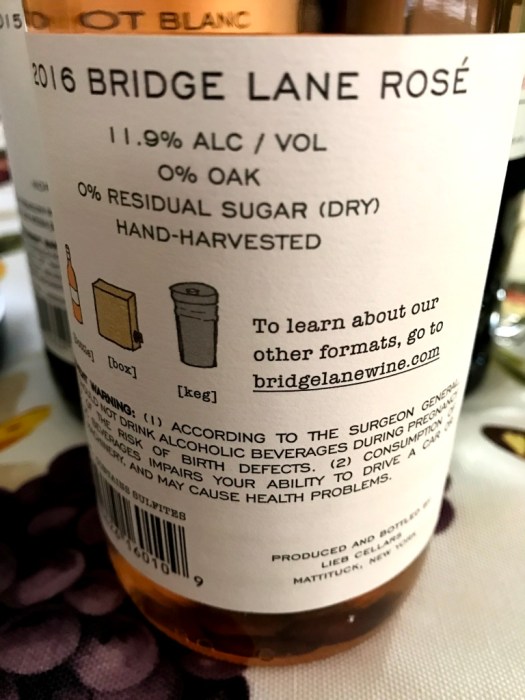 OT BLANC
2016 BRIDGE LANE ROSÉ
11.9% ALC / VOL
0% OAK
0% RESIDUAL SUGAR (DRY)
HAND-HARVESTED
[box]
[keg]
To learn about our
other formats, go to
bridgelanewine.com
WARNING: (1) ACCORDING TO THE SURGEON GENERAL
NOT DRINK ALCOHOLIC BEVERAGES DURING PREGNANCY
OF THE RISK OF BIRTH DEFECTS. (2) CONSUMPTION
BEVERAGES IMPAIRS YOUR ABILITY TO DRIVE A CAR
AND MAY CAUSE HEALTH PROBLEMS.
SULFITES
16010 9
PRODUCED AND BOTTLED BY
LIEB CELLARS
MATTITUCK, NEW YORK